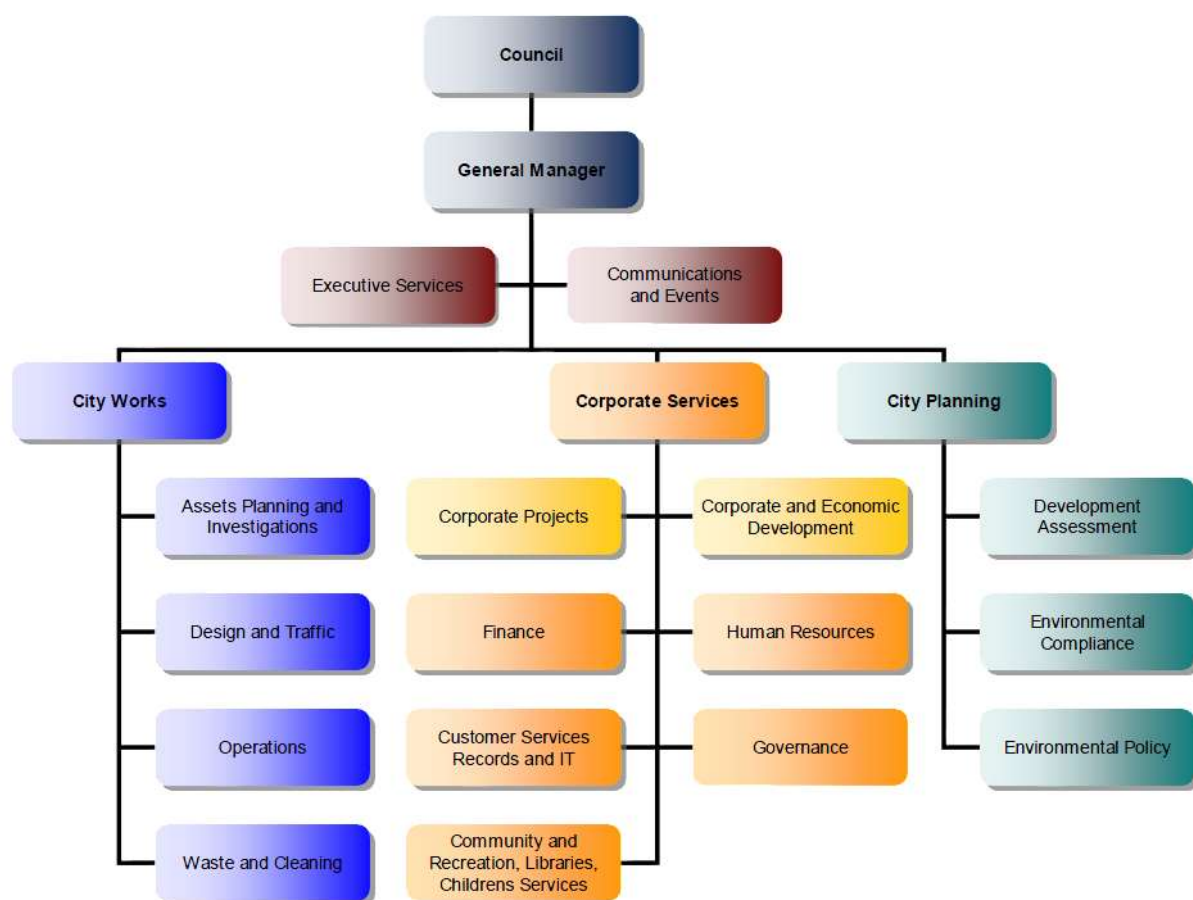 Council
General Manager
Executive Services
Communications
and Events
City Works
Corporate Services
City Planning
Assets Planning and
Investigations
Corporate Projects
Corporate and Economic
Development
Development
Assessment
Design and Traffic
Finance
Human Resources
Environmental
Compliance
Operations
Customer Services
Records and IT
Governance
Environmental Policy
Waste and Cleaning
Community and
Recreation, Libraries,
Childrens Services